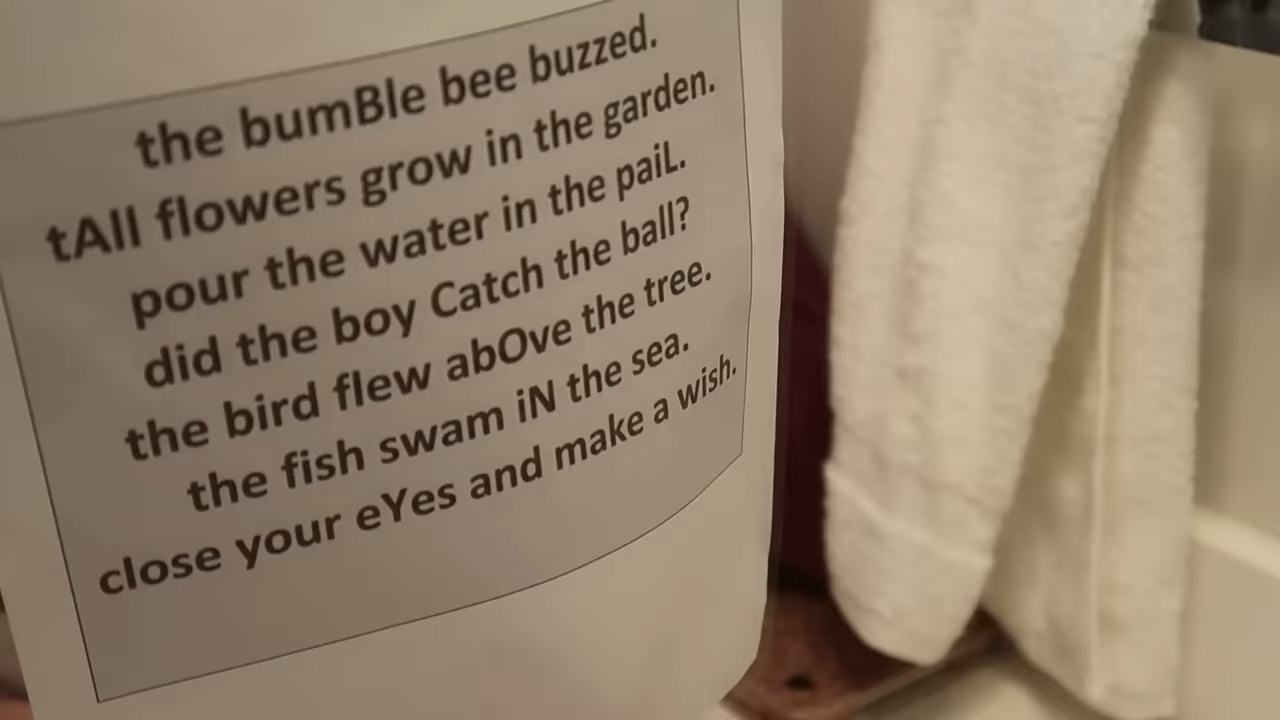 the bumBle bee buzzed.
tAll flowers grow in the garden.
pour the water in the paiL.
did the boy Catch the ball?
the bird flew abOve the tree.
the fish swam iN the sea.
close your eYes and make a wish.